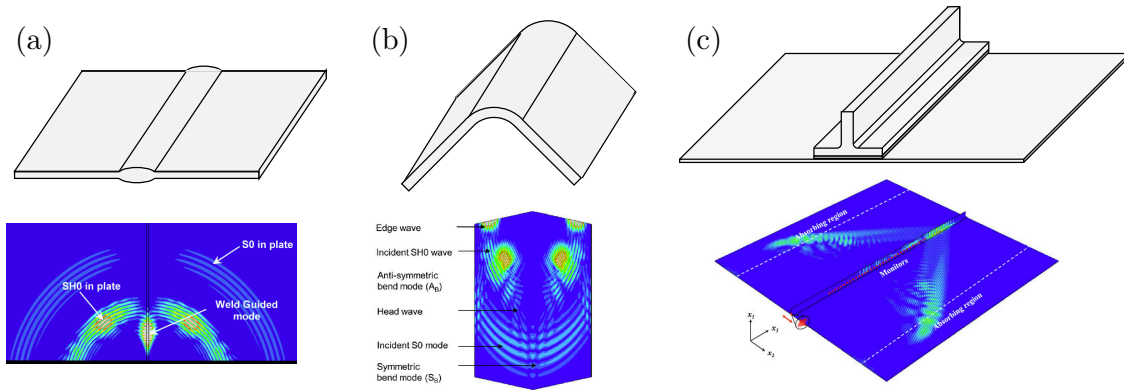 (a)
(b)
(c)
S0 in plate
SH0 in plate
Weld Guided
mode
Edge wave
Incident SH0 wave
Anti-symmetric
bend mode (AB)
Head wave
Incident S0 mode
Symmetric
bend mode (SB)
Absorbing region
Monitors
Absorbing region